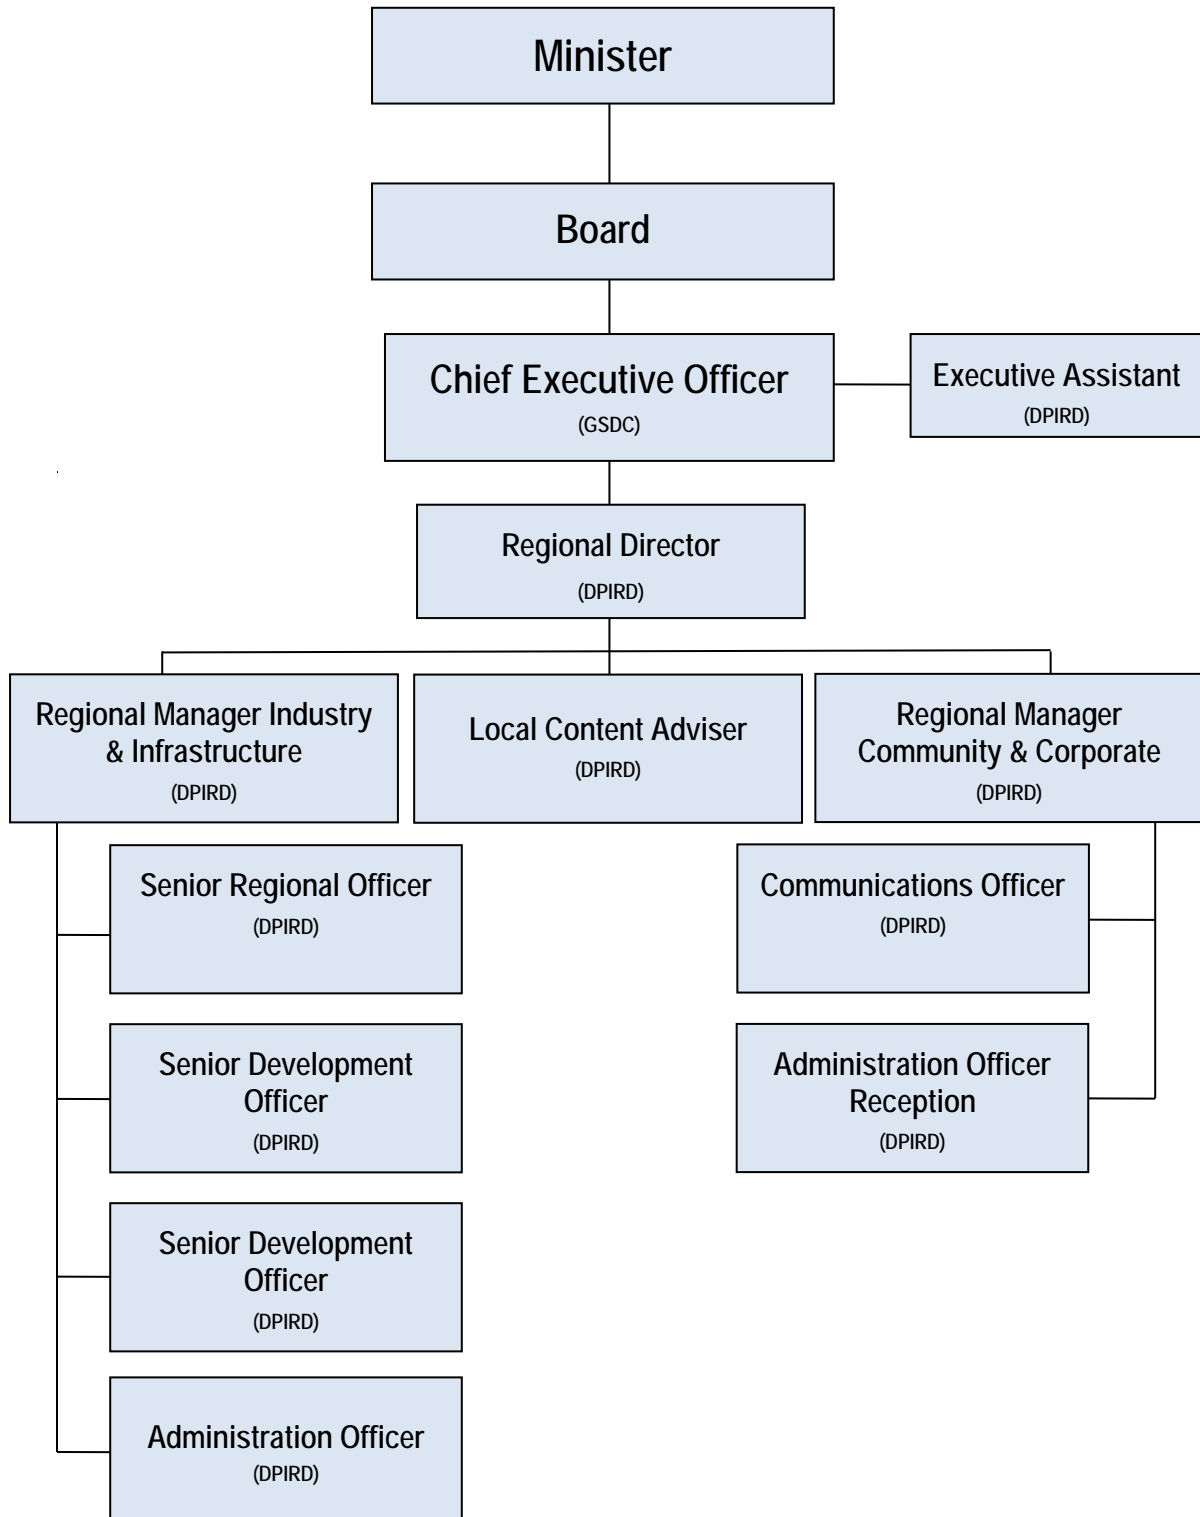 Minister
Board
Chief Executive Officer
(GSDC)
Executive Assistant
(DPIRD)
Regional Director
(DPIRD)
Regional Manager Industry
& Infrastructure
(DPIRD)
Local Content Adviser
(DPIRD)
Regional Manager
Community & Corporate
(DPIRD)
Senior Regional Officer
(DPIRD)
Senior Development
Officer
(DPIRD)
Senior Development
Officer
(DPIRD)
Administration Officer
(DPIRD)
Communications Officer
(DPIRD)
Administration Officer
Reception
(DPIRD)